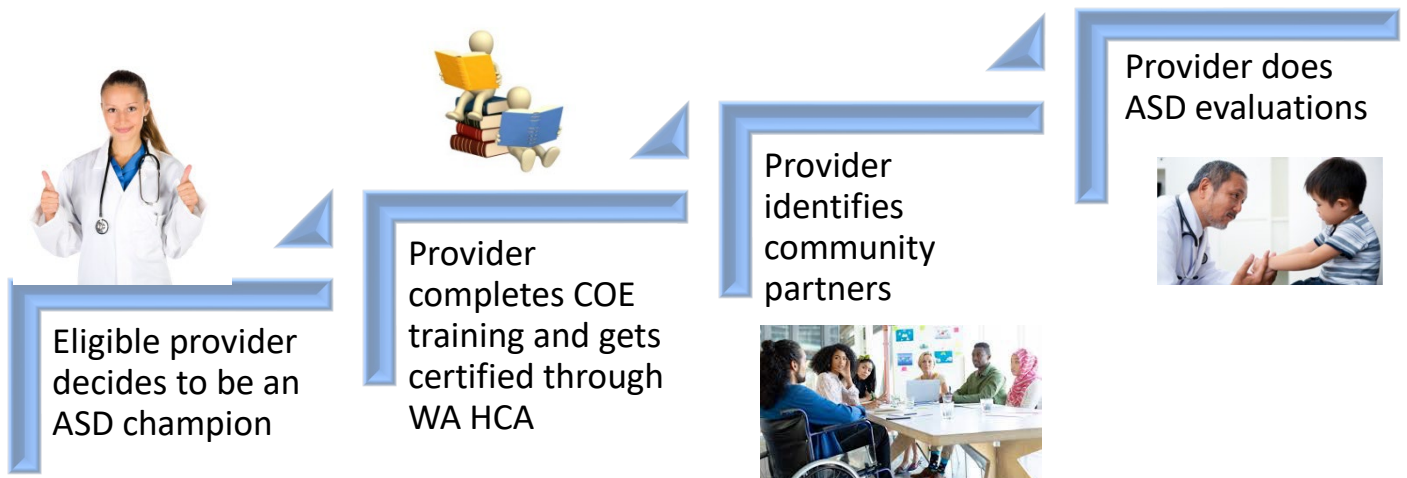 Eligible provider
decides to be an
ASD champion
Provider
completes COE
training and gets
certified through
WA HCA
Provider
identifies
community
partners
Provider does
ASD evaluations